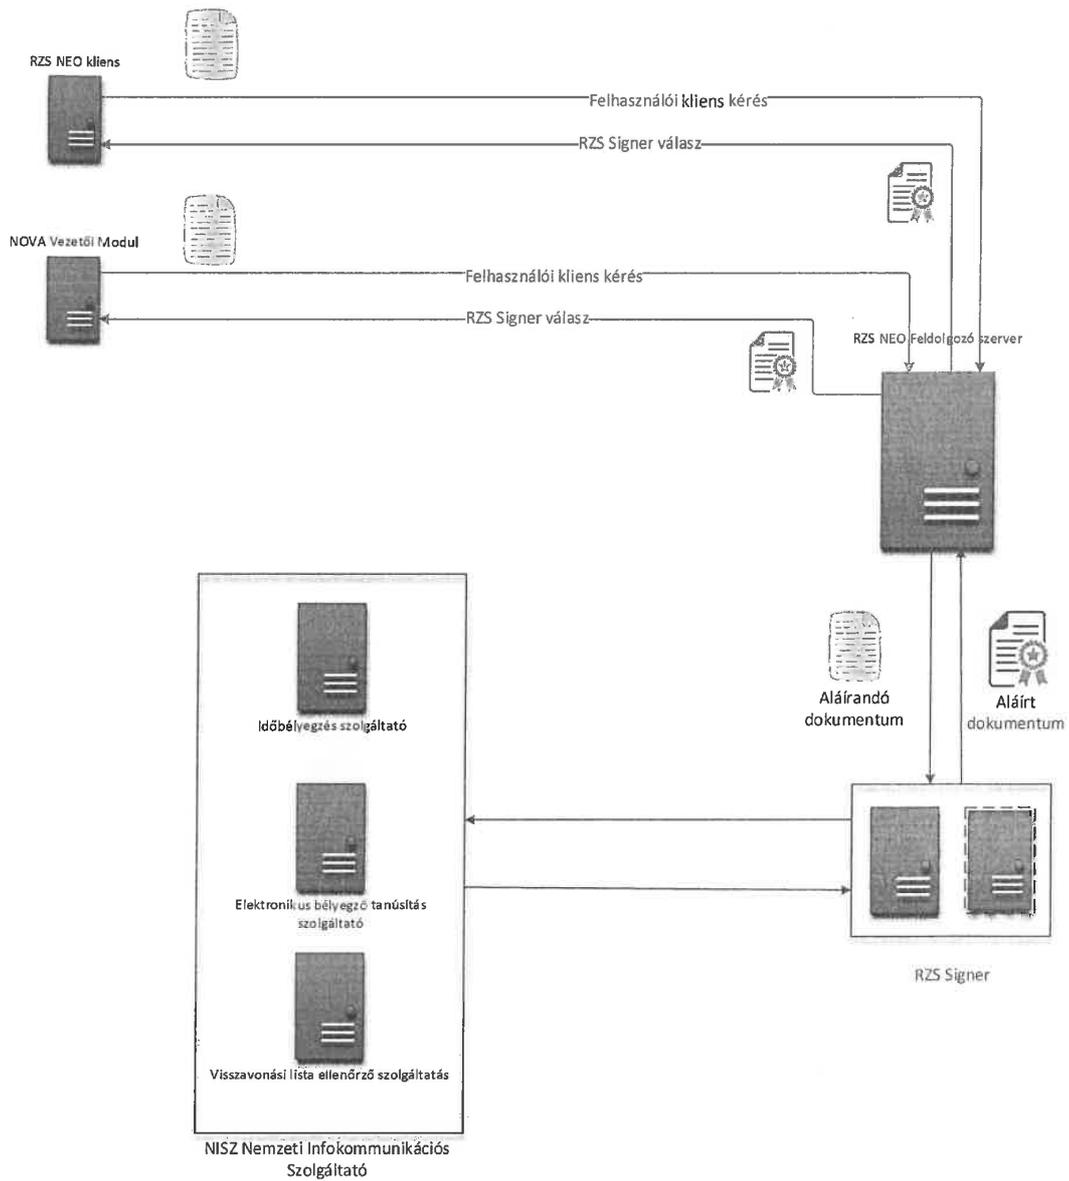 RZS NEO kliens
Felhasználói kliens kérés
RZS Signer válasz
NOVA Vezetői Modul
Felhasználói kliens kérés
RZS Signer válasz
RZS NEO Feldolgozó szerver
Időbélyegzés szolgáltató
Aláírandó
dokumentum
Aláírt
dokumentum
Elektronikus bélyegző tanúsítás
szolgáltató
RZS Signer
Visszavonási lista ellenőrző szolgáltatás
NISZ Nemzeti Infokommunikációs
Szolgáltató